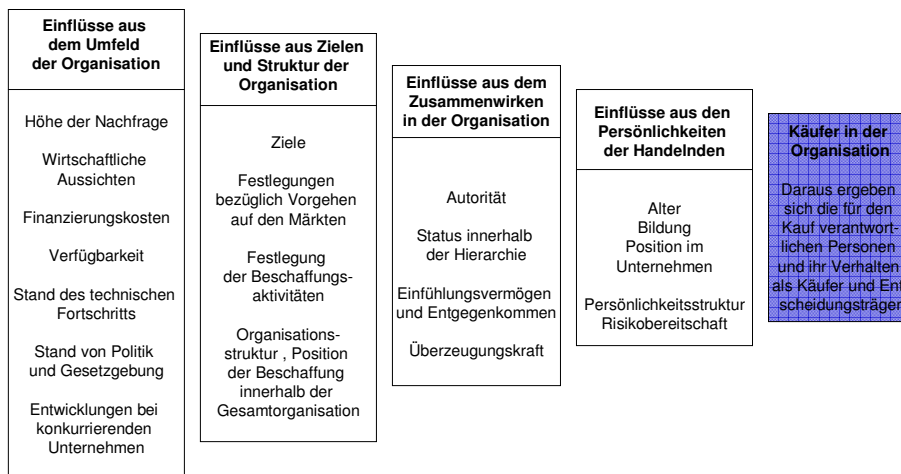 Einflüsse aus
dem Umfeld
der Organisation
Höhe der Nachfrage
Wirtschaftliche
Aussichten
Finanzierungskosten
Verfügbarkeit
Stand des technischen
Fortschritts
Stand von Politik
und Gesetzgebung
Entwicklungen bei
konkurrierenden
Unternehmen
Einflüsse aus Zielen
und Struktur der
Organisation
Ziele
Festlegungen
bezüglich Vorgehen
auf den Märkten
Festlegung
der Beschaffungs-
aktivitäten
Organisations-
struktur , Position
der Beschaffung
innerhalb der
Gesamtorganisation
Einflüsse aus dem
Zusammenwirken
in der Organisation
Autorität
Status innerhalb
der Hierarchie
Einfühlungsvermögen
und Entgegenkommen
Überzeugungskraft
Einflüsse aus den
Persönlichkeiten
der Handelnden
Alter
Bildung
Position im
Unternehmen
Persönlichkeitsstruktur
Risikobereitschaft
Käufer in der
Organisation
Daraus ergeben
sich die für den
Kauf verantwort-
lichen Personen
und ihr Verhalten
als Käufer und Ent
scheidungsträger